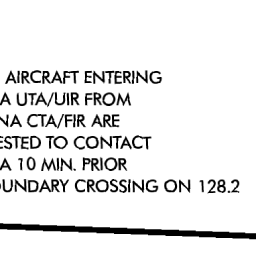 AIRCRAFT ENTERING
A UTA/UIR FROM
NA CTA/FIR ARE
ESTED TO CONTACT
A 10 MIN. PRIOR
OUNDARY CROSSING ON 128.2